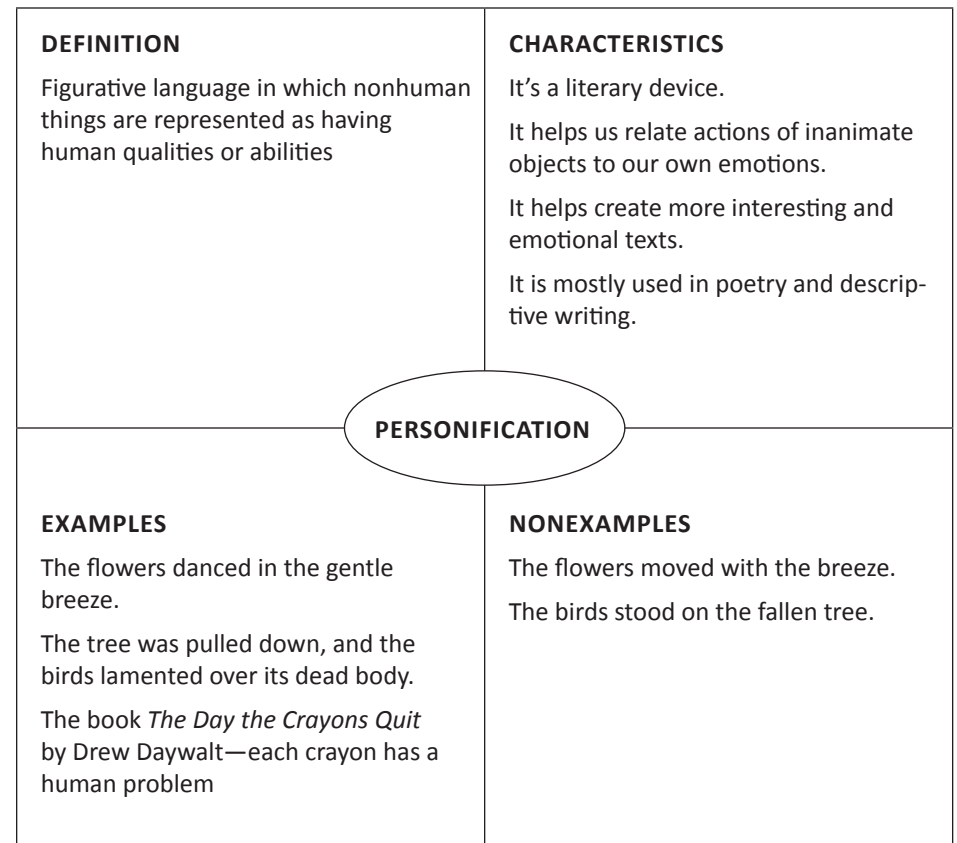 DEFINITION
Figurative language in which nonhuman
things are represented as having
human qualities or abilities
CHARACTERISTICS
It’s a literary device.
It helps us relate actions of inanimate
objects to our own emotions.
It helps create more interesting and
emotional texts.
It is mostly used in poetry and descrip-
tive writing.
PERSONIFICATION
EXAMPLES
The flowers danced in the gentle
breeze.
The tree was pulled down, and the
birds lamented over its dead body.
The book The Day the Crayons Quit
by Drew Daywalt—each crayon has a
human problem
NONEXAMPLES
The flowers moved with the breeze.
The birds stood on the fallen tree.